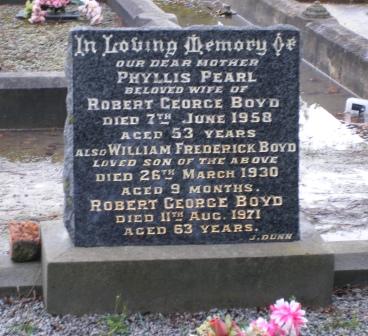 In Loving Memory of
OUR DEAR MOTHER
PHYLLIS PEARL
BELOVED WIFE OF
ROBERT GEORGE BOYD
DIED 7TH JUNE 1958
AGED 53 YEARS
ALSO WILLIAM FREDERICK BOYD
LOVED SON OF THE ABOVE
DIED 26TH MARCH 1930
AGED 9 MONTHS.
ROBERT GEORGE BOYD
DIED 11TH AUG. 1971
AGED 63 YEARS.
J. DUNN